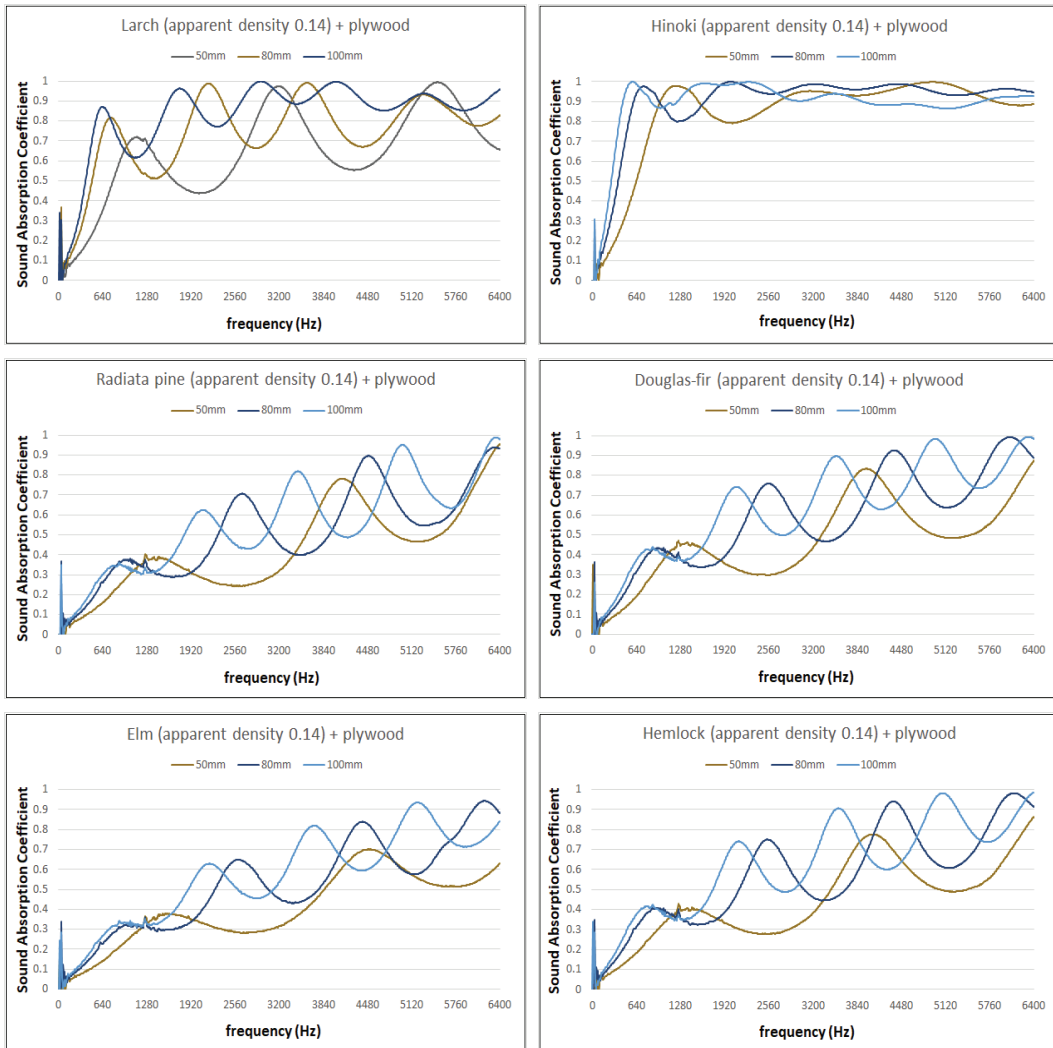 Larch (apparent density 0.14) + plywood
50mm 80mm 100mm
Sound Absorption Coefficient
1
0.9
0.8
0.7
0.6
0.5
0.4
0.3
0.2
0.1
0
0 640 1280 1920 2560 3200 3840 4480 5120 5760 6400
frequency (Hz)
Hinoki (apparent density 0.14) + plywood
50mm 80mm 100mm
Sound Absorption Coefficient
1
0.9
0.8
0.7
0.6
0.5
0.4
0.3
0.2
0.1
0
0 640 1280 1920 2560 3200 3840 4480 5120 5760 6400
frequency (Hz)
Radiata pine (apparent density 0.14) + plywood
50mm 80mm 100mm
Sound Absorption Coefficient
1
0.9
0.8
0.7
0.6
0.5
0.4
0.3
0.2
0.1
0
0 640 1280 1920 2560 3200 3840 4480 5120 5760 6400
frequency (Hz)
Douglas-fir (apparent density 0.14) + plywood
50mm 80mm 100mm
Sound Absorption Coefficient
1
0.9
0.8
0.7
0.6
0.5
0.4
0.3
0.2
0.1
0
0 640 1280 1920 2560 3200 3840 4480 5120 5760 6400
frequency (Hz)
Elm (apparent density 0.14) + plywood
50mm 80mm 100mm
Sound Absorption Coefficient
1
0.9
0.8
0.7
0.6
0.5
0.4
0.3
0.2
0.1
0
0 640 1280 1920 2560 3200 3840 4480 5120 5760 6400
frequency (Hz)
Hemlock (apparent density 0.14) + plywood
50mm 80mm 100mm
Sound Absorption Coefficient
1
0.9
0.8
0.7
0.6
0.5
0.4
0.3
0.2
0.1
0
0 640 1280 1920 2560 3200 3840 4480 5120 5760 6400
frequency (Hz)